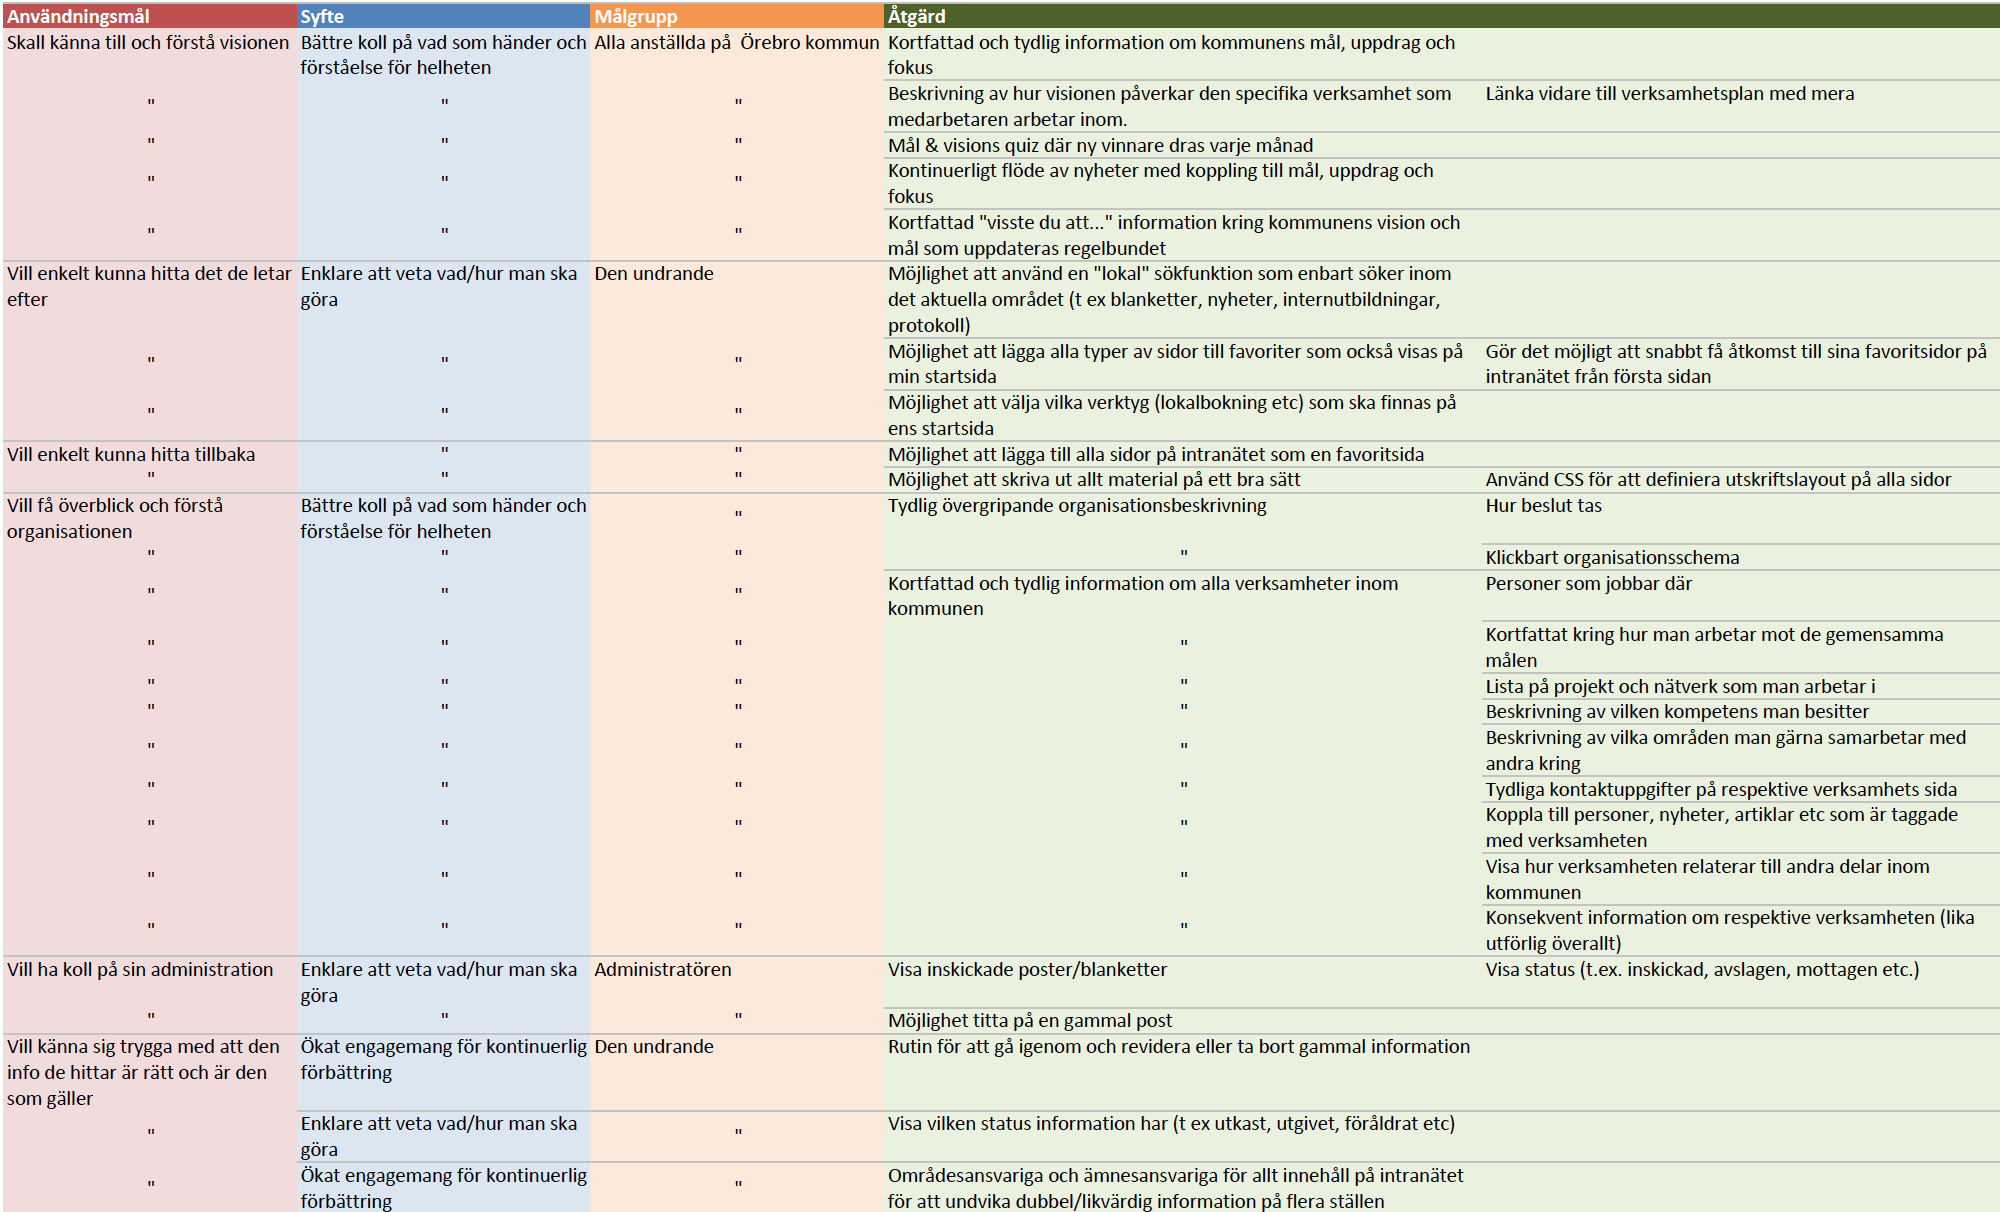 Användningsmål Syfte Målgrupp Åtgärd
Skall känna till och förstå visionen Bättre koll på vad som händer och Alla anställda på Örebro kommun Kortfattad och tydlig information om kommunens mål, uppdrag och
förståelse för helheten fokus
" " " Beskrivning av hur visionen påverkar den specifika verksamhet som Länka vidare till verksamhetsplan med mera
medarbetaren arbetar inom.
" " " Mål & visions quiz där ny vinnare dras varje månad
" " " Kontinuerligt flöde av nyheter med koppling till mål, uppdrag och
fokus
" " " Kortfattad "visste du att..." information kring kommunens vision och
mål som uppdateras regelbundet
Vill enkelt kunna hitta det de letar Enklare att veta vad/hur man ska Den undrande Möjlighet att använd en "lokal" sökfunktion som enbart söker inom
efter göra det aktuella området (t ex blanketter, nyheter, internutbildningar,
protokoll)
" " " Möjlighet att lägga alla typer av sidor till favoriter som också visas på Gör det möjligt att snabbt få åtkomst till sina favoritsidor på
min startsida intranätet från första sidan
" " " Möjlighet att välja vilka verktyg (lokalbokning etc) som ska finnas på
ens startsida
Vill enkelt kunna hitta tillbaka " " Möjlighet att lägga till alla sidor på intranätet som en favoritsida
" " " Möjlighet att skriva ut allt material på ett bra sätt Använd CSS för att definiera utskriftslayout på alla sidor
Vill få överblick och förstå Bättre koll på vad som händer och " Tydlig övergripande organisationsbeskrivning Hur beslut tas
organisationen förståelse för helheten
" " " " Klickbart organisationsschema
" " " Kortfattad och tydlig information om alla verksamheter inom Personer som jobbar där
kommunen
" " " " Kortfattat kring hur man arbetar mot de gemensamma
målen
" " " " Lista på projekt och nätverk som man arbetar i
" " " " Beskrivning av vilken kompetens man besitter
" " " " Beskrivning av vilka områden man gärna samarbetar med
andra kring
" " " " Tydliga kontaktuppgifter på respektive verksamhets sida
" " " " Koppla till personer, nyheter, artiklar etc som är taggade
med verksamheten
" " " " Visa hur verksamheten relaterar till andra delar inom
kommunen
" " " " Konsekvent information om respektive verksamheten (lika
utförlig överallt)
Vill ha koll på sin administration Enklare att veta vad/hur man ska Administratören Visa inskickade poster/blanketter Visa status (t.ex. inskickad, avslagen, mottagen etc.)
göra
" " " Möjlighet titta på en gammal post
Vill känna sig trygga med att den Ökat engagemang för kontinuerlig Den undrande Rutin för att gå igenom och revidera eller ta bort gammal information
info de hittar är rätt och är den förbättring
som gäller
" Enklare att veta vad/hur man ska " Visa vilken status information har (t ex utkast, utgivet, föråldrat etc)
göra
" Ökat engagemang för kontinuerlig " Områdesansvariga och ämnesansvariga för allt innehåll på intranätet
förbättring för att undvika dubbel/likvärdig information på flera ställen